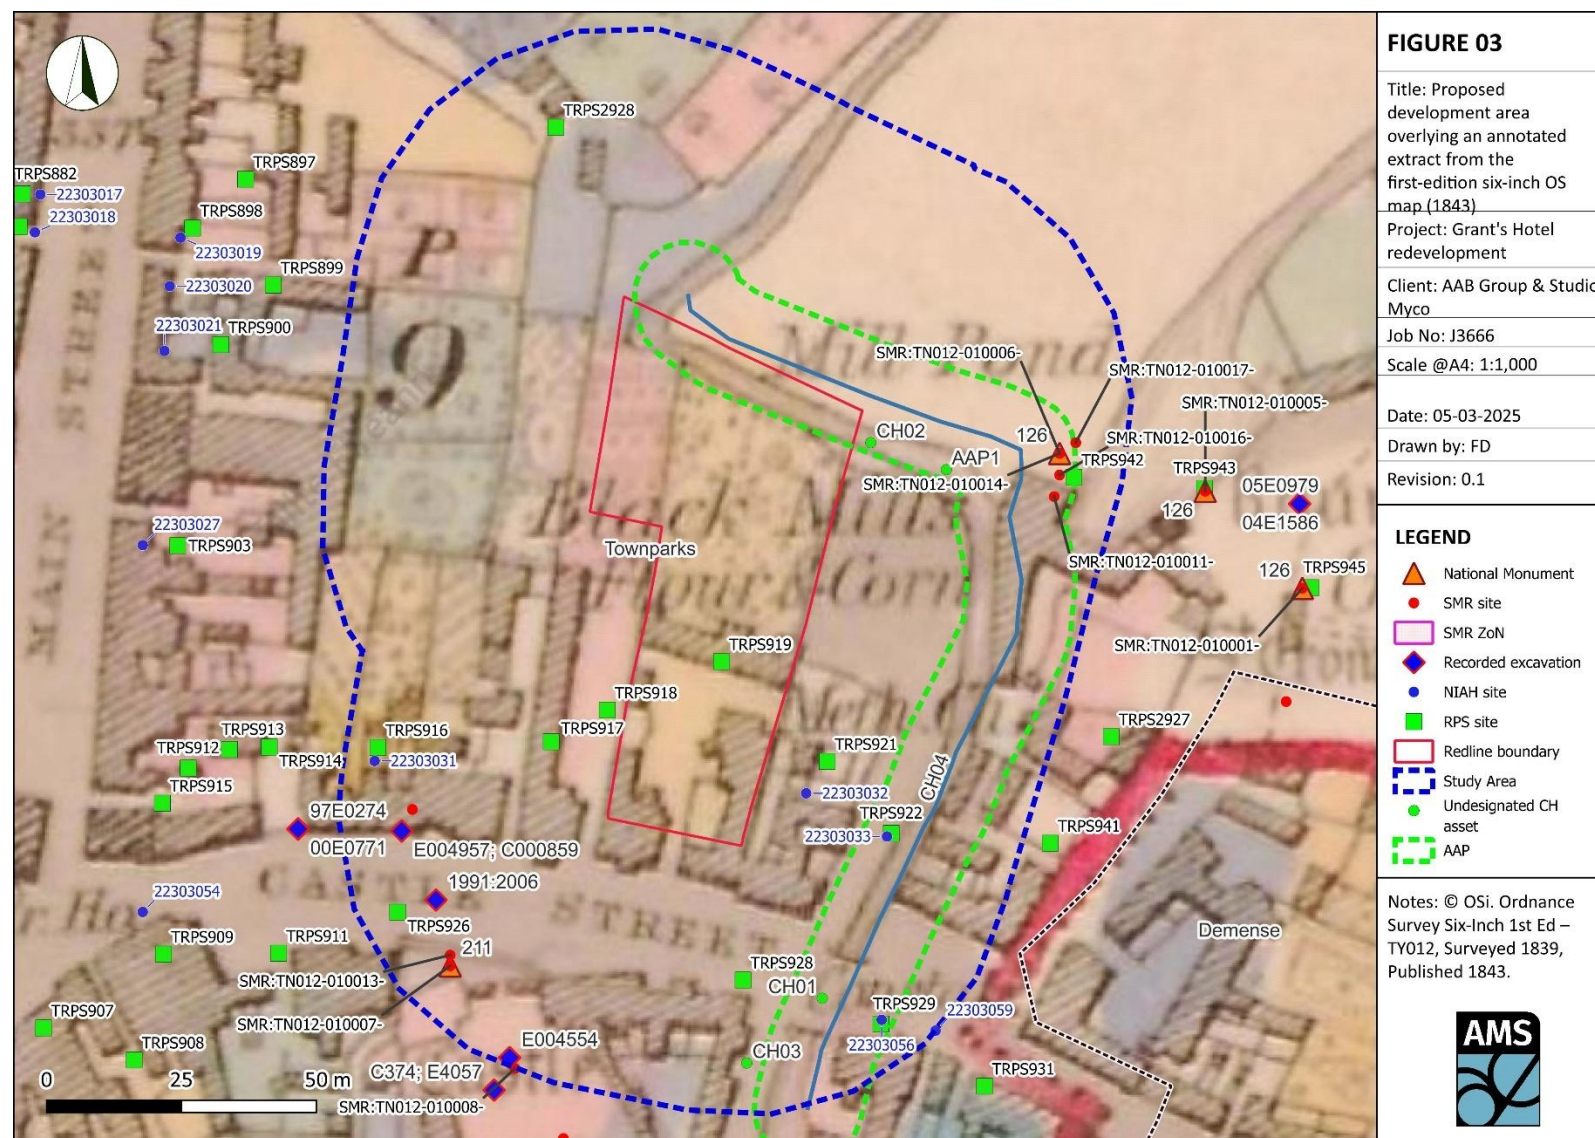 TRPS2928
TRPS897
TRPS882
22303017
22303018
TRPS898
22303019
TRPS899
22303020
22303021
TRPS900
P
9
STREE
MAIN
Mill Pond
SMR:TN012-010006-
SMR:TN012-010017-
SMR:TN012-010005-
126
SMR:TN012-010016-
CH02
AAP1
TRPS942
TRPS943
SMR:TN012-010014-
126
05E0979
04E1586
22303027
TRPS903
Townparks
SMR:TN012-010011-
126
TRPS945
SMR:TN012-010001-
TRPS919
TRPS918
TRPS917
TRPS913
TRPS912
TRPS914
TRPS916
22303031
TRPS915
TRPS921
TRPS2927
22303032
CH04
TRPS922
22303033
97E0274
00E0771
E004957; C000859
TRPS941
1991:2006
CASTLE STREET
22303054
TRPS926
TRPS909
TRPS911
211
SMR:TN012-010013-
Demense
TRPS928
CH01
TRPS907
SMR:TN012-010007-
TRPS929
22303059
22303056
TRPS908
E004554
CH03
C374; E4057
TRPS931
SMR:TN012-010008-
0 25 50 m
FIGURE 03
Title: Proposed
development area
overlying an annotated
extract from the
first-edition six-inch OS
map (1843)
Project: Grant's Hotel
redevelopment
Client: AAB Group & Studio
Myco
Job No: J3666
Scale @A4: 1:1,000
Date: 05-03-2025
Drawn by: FD
Revision: 0.1
LEGEND
National Monument
SMR site
SMR ZoN
Recorded excavation
NIAH site
RPS site
Redline boundary
Study Area
Undesignated CH
asset
AAP
Notes: © OSi. Ordnance
Survey Six-Inch 1st Ed –
TY012, Surveyed 1839,
Published 1843.
AMS